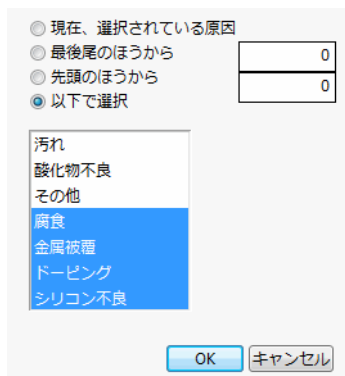 現在、選択されている原因
最後尾のほうから
0
先頭のほうから
0
以下で選択
汚れ
酸化物不良
その他
腐食
金属被覆
ドーピング
シリコン不良
OK
キャンセル